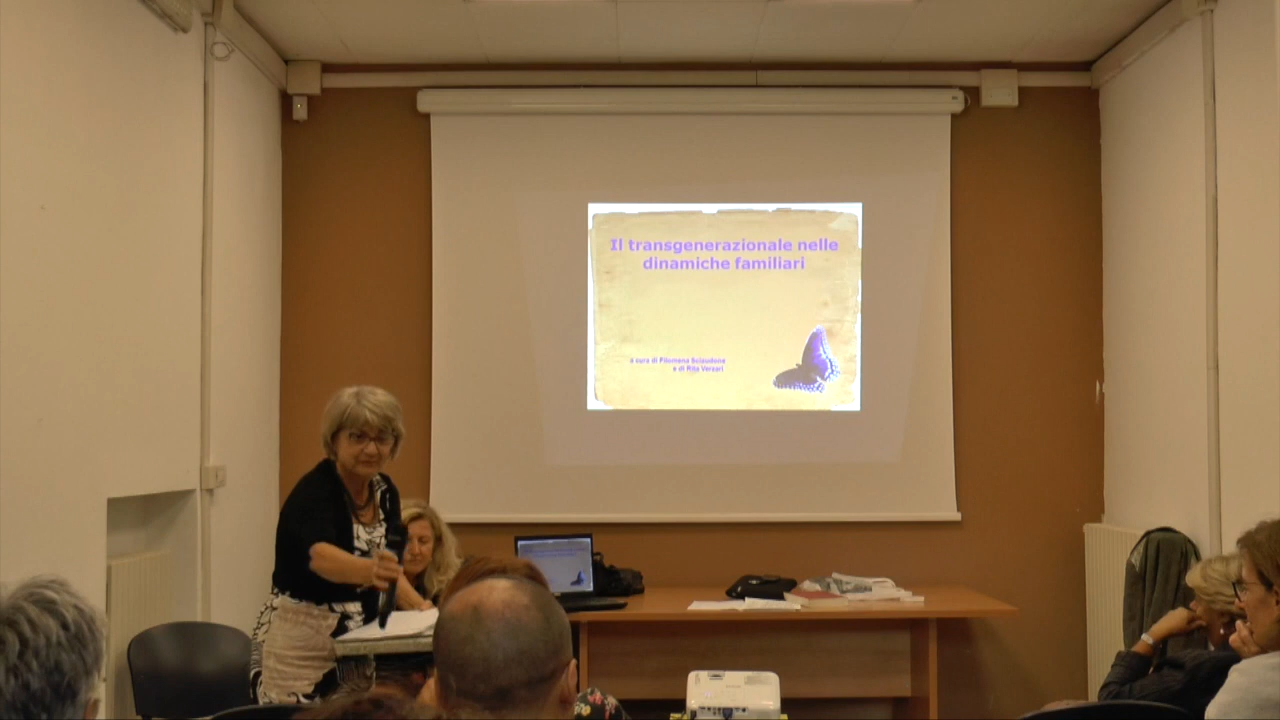 Il transgenerazionale nelle
dinamiche familiari
a cura di Filomena Sciaudone
e di Rita Versari